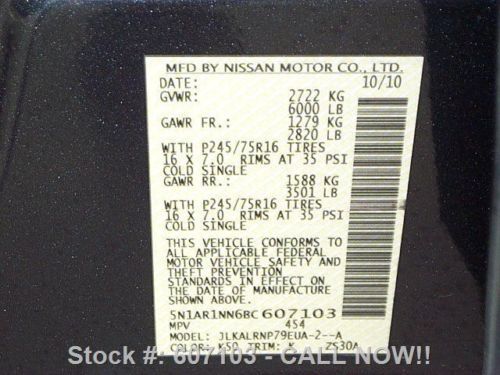 MFD BY NISSAN MOTOR CO., LTD.
DATE: 10/10
GVWR: 2722 KG
6000 LB
GAWR FR.: 1279 KG
2820 LB
WITH P245/75R16 TIRES
16 X 7.0 RIMS AT 35 PSI
COLD SINGLE
GAWR RR.: 1588 KG
3501 LB
WITH P245/75R16 TIRES
16 X 7.0 RIMS AT 35 PSI
COLD SINGLE
THIS VEHICLE CONFORMS TO
ALL APPLICABLE FEDERAL
MOTOR VEHICLE SAFETY AND
THEFT PREVENTION
STANDARDS IN EFFECT ON
THE DATE OF MANUFACTURE
SHOWN ABOVE.
5N1AR1NN6BC607103
MPV 454
MODEL: JLKALRNP79EUA-2--A
COLOR: K50 TRIM: K ZS30A
Stock #: 607103 - CALL NOW!!